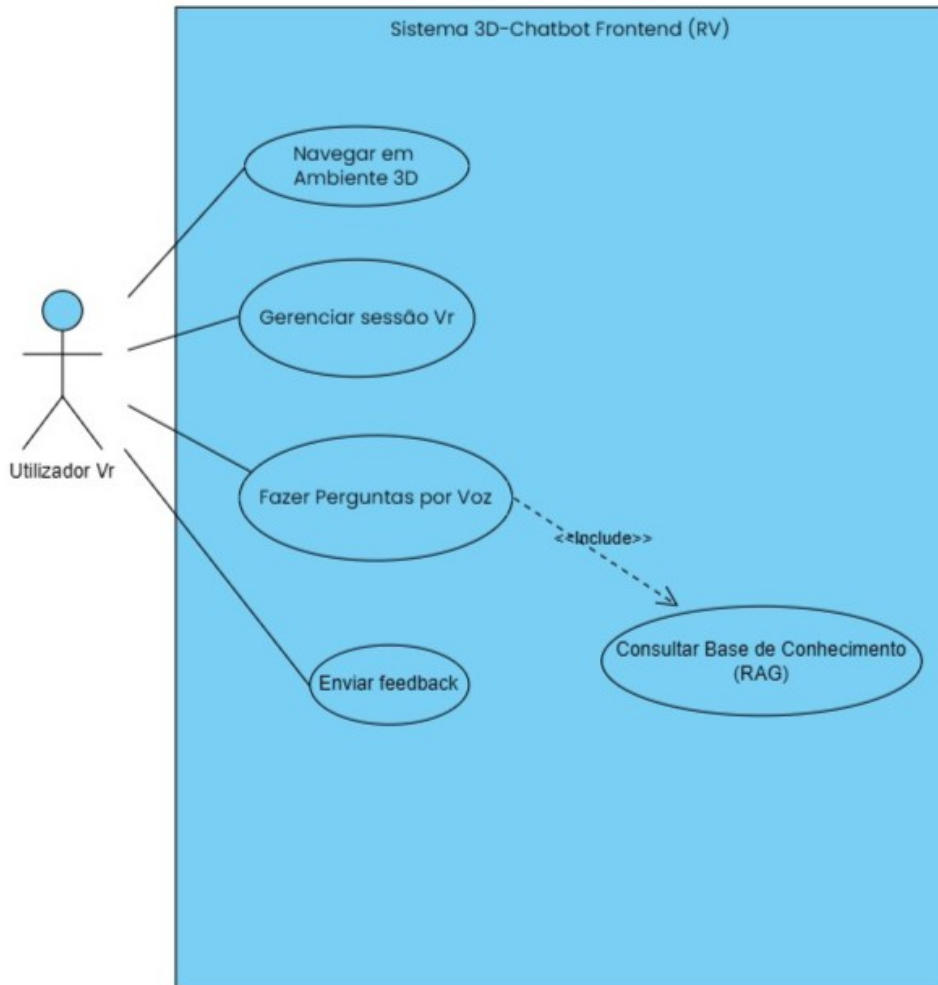 Sistema 3D-Chatbot Frontend (RV)
Navegar em
Ambiente 3D
Gerenciar sessão Vr
Utilizador Vr
Fazer Perguntas por Voz
<<Include>>
Consultar Base de Conhecimento
(RAG)
Enviar feedback